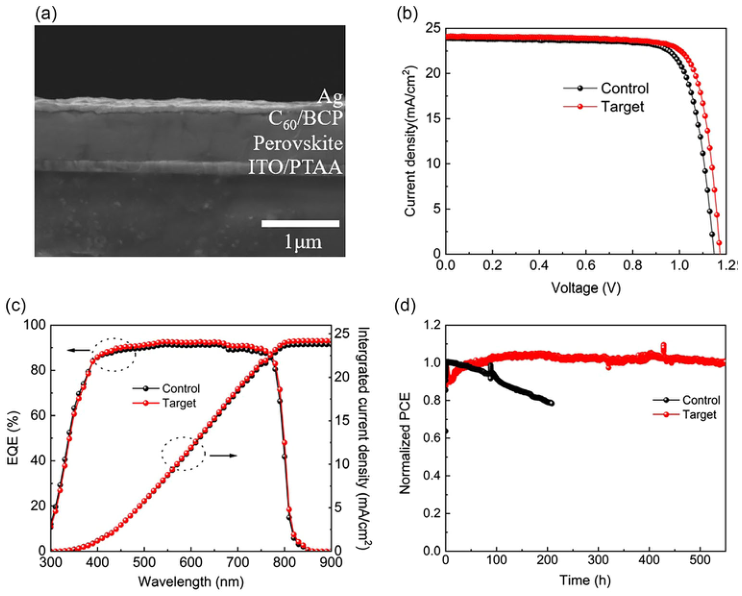 (a)
Ag
C60/BCP
Perovskite
ITO/PTAA
1μm
(b)
25
20
15
10
5
0
0.0 0.2 0.4 0.6 0.8 1.0 1.2
Current density(mA/cm²)
Voltage (V)
Control
Target
(c)
100
80
60
40
20
0
300 400 500 600 700 800 900
25
20
15
10
5
0
EQE (%)
Wavelength (nm)
Intergrated current density (mA/cm²)
Control
Target
(d)
1.2
1.0
0.8
0.6
0.4
0.2
0.0
0 100 200 300 400 500
Normalized PCE
Time (h)
Control
Target